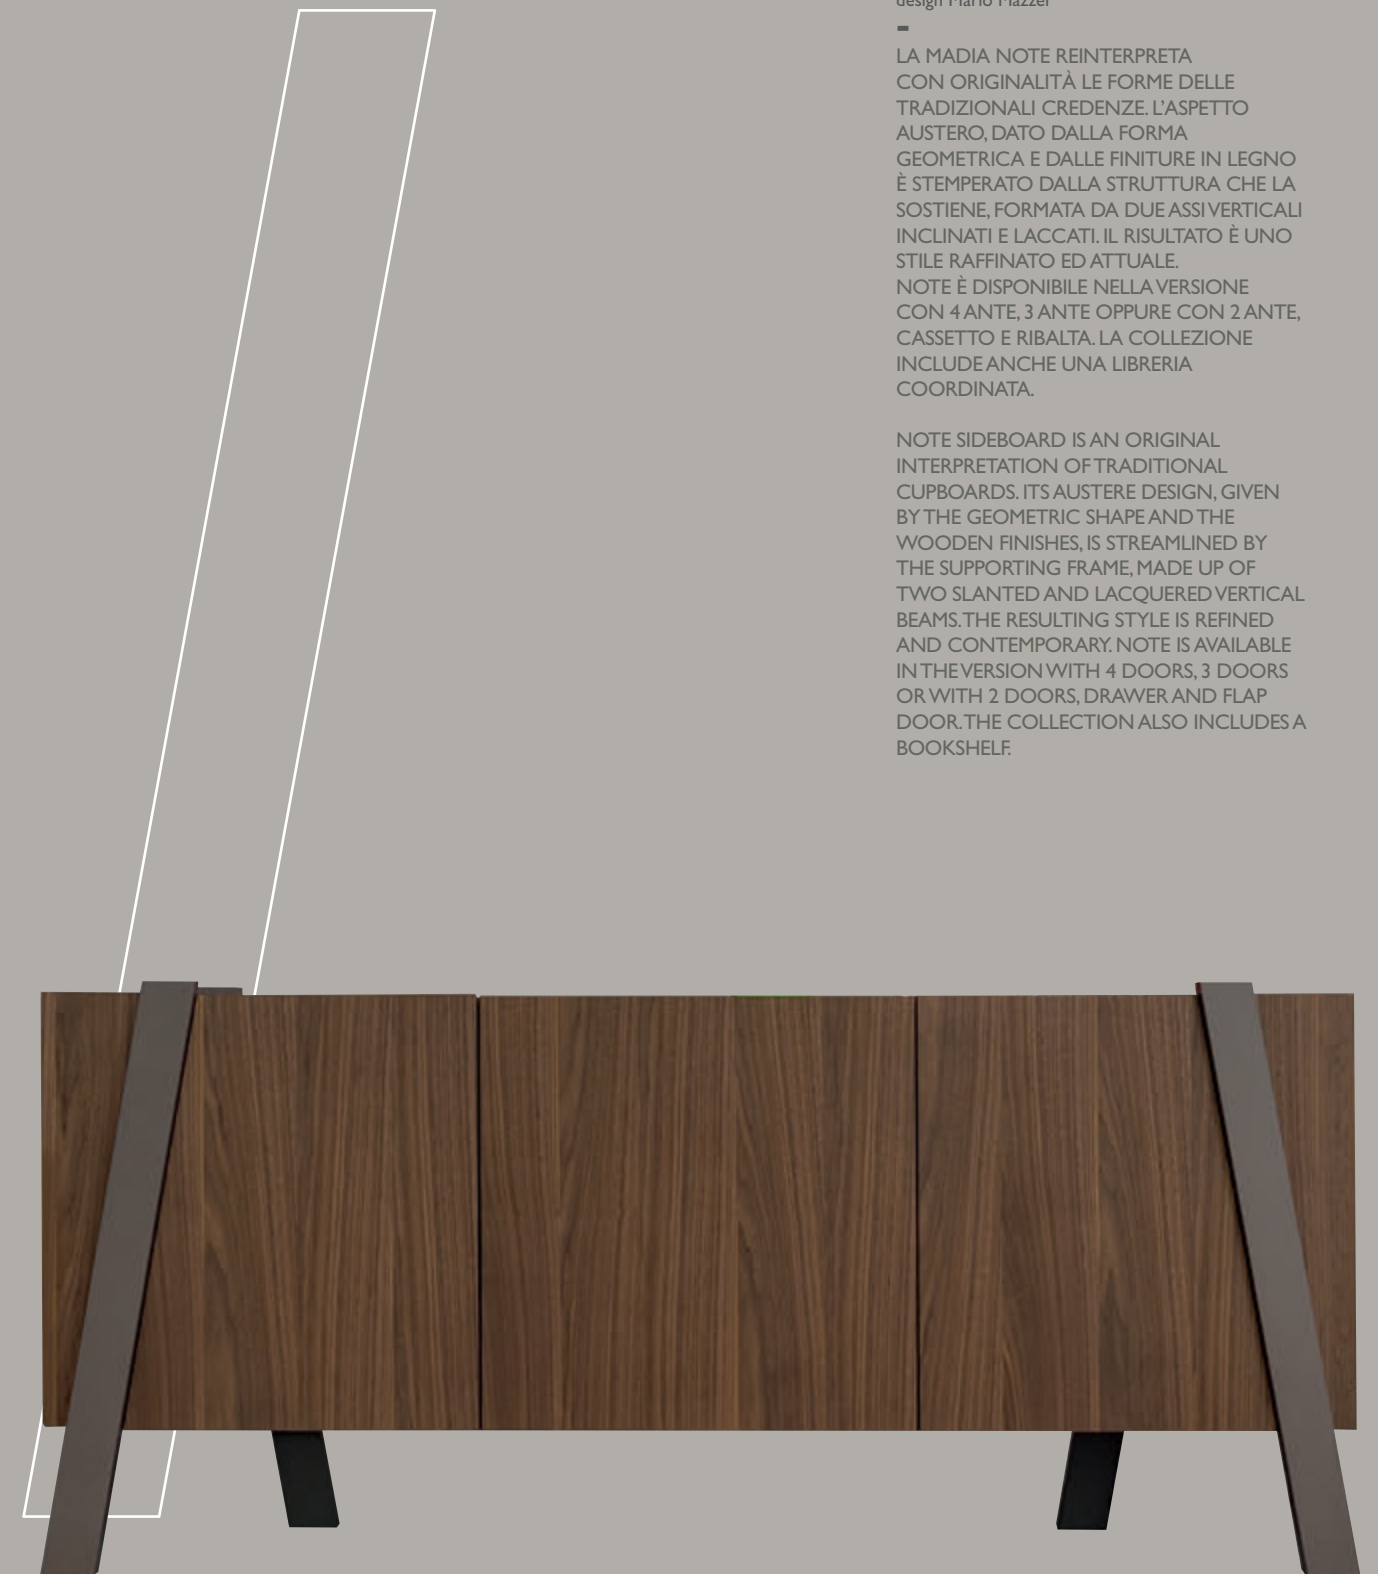 design Mario Mazzer
-
LA MADIA NOTE REINTERPRETA
CON ORIGINALITÀ LE FORME DELLE
TRADIZIONALI CREDENZE. L'ASPETTO
AUSTERO, DATO DALLA FORMA
GEOMETRICA E DALLE FINITURE IN LEGNO
È STEMPERATO DALLA STRUTTURA CHE LA
SOSTIENE, FORMATA DA DUE ASSI VERTICALI
INCLINATI E LACCATI. IL RISULTATO È UNO
STILE RAFFINATO ED ATTUALE.
NOTE È DISPONIBILE NELLA VERSIONE
CON 4 ANTE, 3 ANTE OPPURE CON 2 ANTE,
CASSETTO E RIBALTA. LA COLLEZIONE
INCLUDE ANCHE UNA LIBRERIA
COORDINATA.
NOTE SIDEBOARD IS AN ORIGINAL
INTERPRETATION OF TRADITIONAL
CUPBOARDS. ITS AUSTERE DESIGN, GIVEN
BY THE GEOMETRIC SHAPE AND THE
WOODEN FINISHES, IS STREAMLINED BY
THE SUPPORTING FRAME, MADE UP OF
TWO SLANTED AND LACQUERED VERTICAL
BEAMS. THE RESULTING STYLE IS REFINED
AND CONTEMPORARY. NOTE IS AVAILABLE
IN THE VERSION WITH 4 DOORS, 3 DOORS
OR WITH 2 DOORS, DRAWER AND FLAP
DOOR. THE COLLECTION ALSO INCLUDES A
BOOKSHELF.